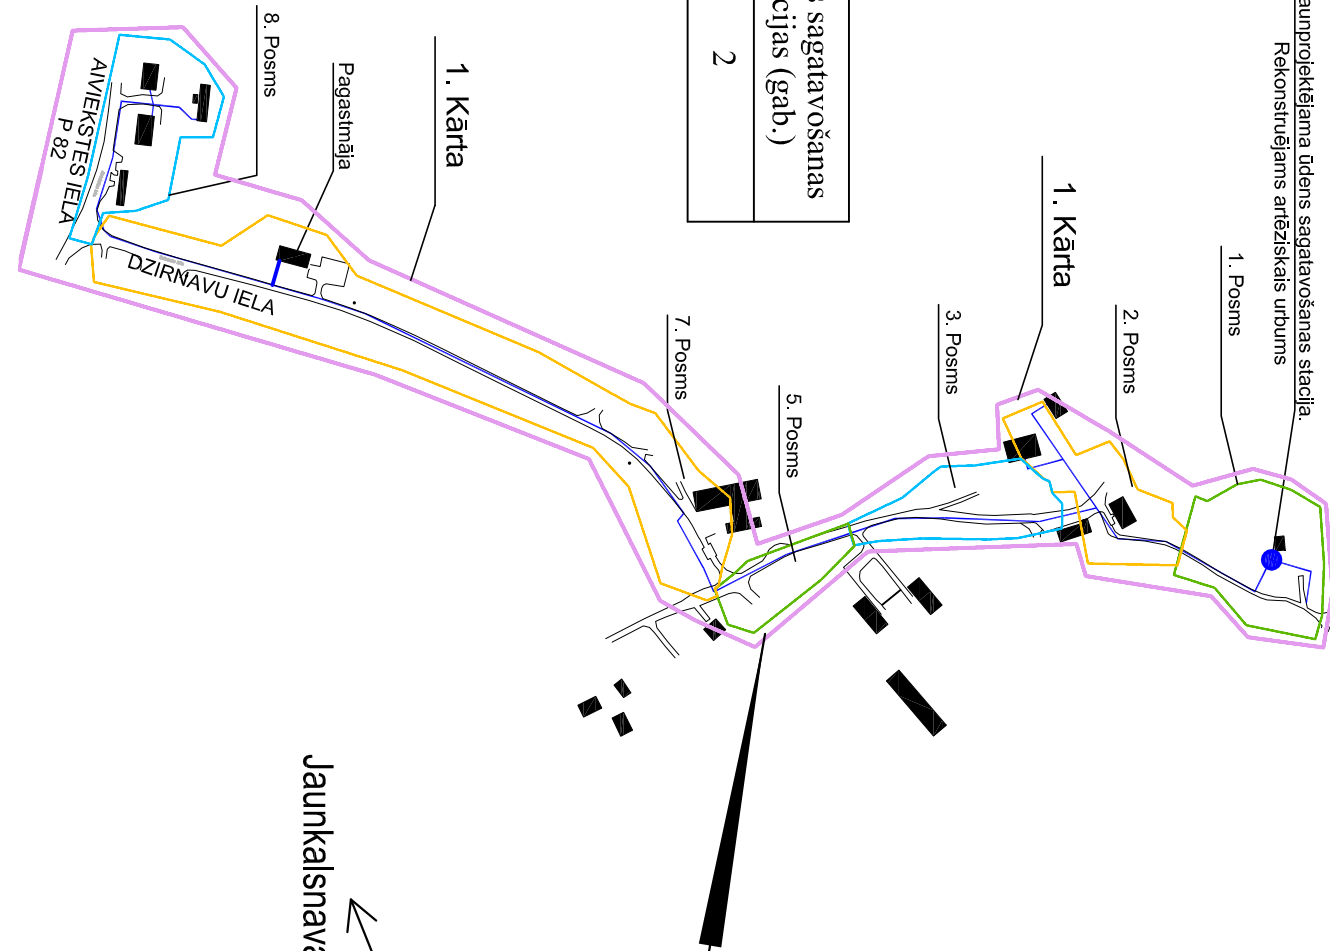 8. Posms
Pagastmāja
1. Kārta
AIVIEKSTES IELA
P 82
DZIRNAVU IELA
sagatavošanas
cijas (gab.)
2
7. Posms
5. Posms
3. Posms
1. Kārta
2. Posms
1. Posms
aunprojektējama ūdens sagatavošanas stacija.
Rekonstruējams artēziskais urbums
Jaunkalsnava